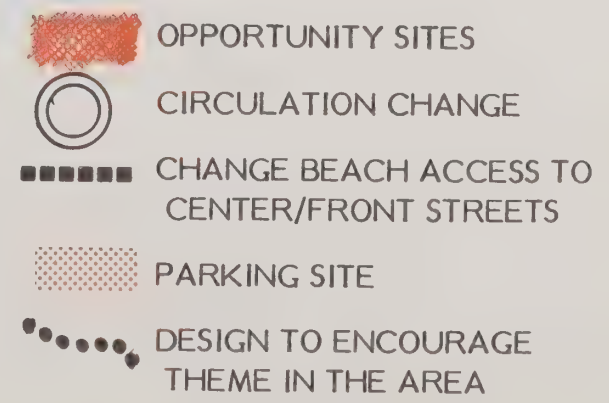 OPPORTUNITY SITES
CIRCULATION CHANGE
CHANGE BEACH ACCESS TO
CENTER/FRONT STREETS
PARKING SITE
DESIGN TO ENCOURAGE
THEME IN THE AREA